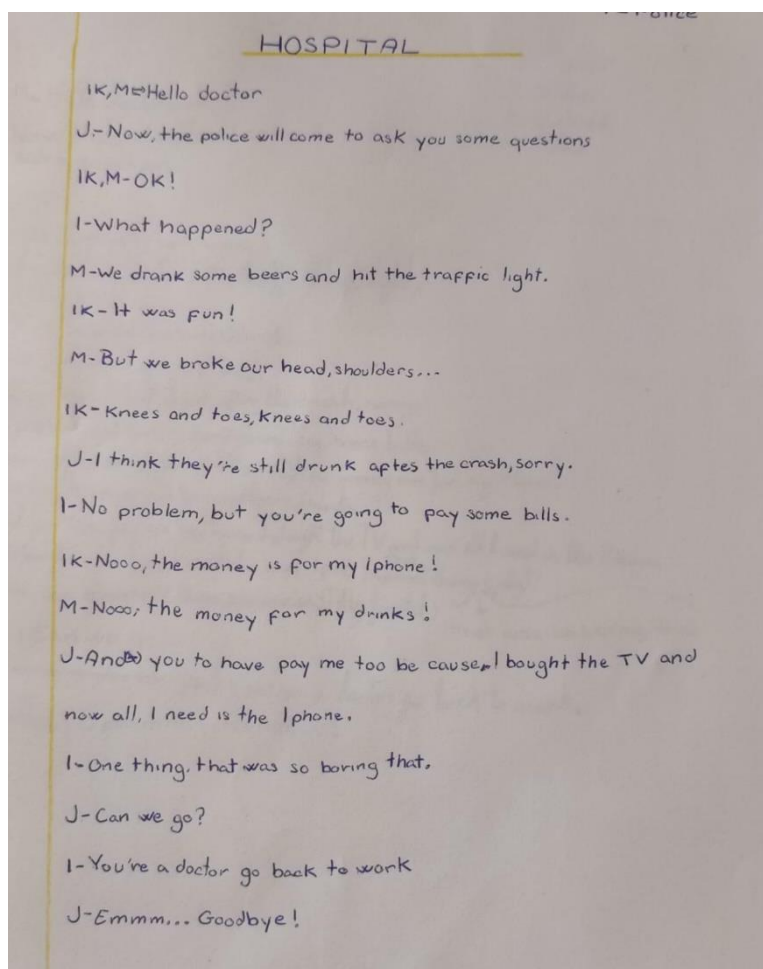 HOSPITAL
IK, M-Hello doctor
J.-Now, the police will come to ask you some questions
IK,M-OK!
I-What happened?
M-We drank some beers and hit the traffic light.
IK-It was fun!
M-But we broke our head, shoulders...
IK-Knees and toes, knees and toes.
J-I think they're still drunk aftes the crash, sorry.
I-No problem, but you're going to pay some bills.
IK-Nooo, the money is for my iphone!
M-Nooo, the money for my drinks!
J-And you to have pay me too be cause, I bought the TV and
now all, I need is the Iphone.
I-One thing. that was so boring that.
J-Can we go?
I-You're a doctor go back to work
J-Emmm... Goodbye!